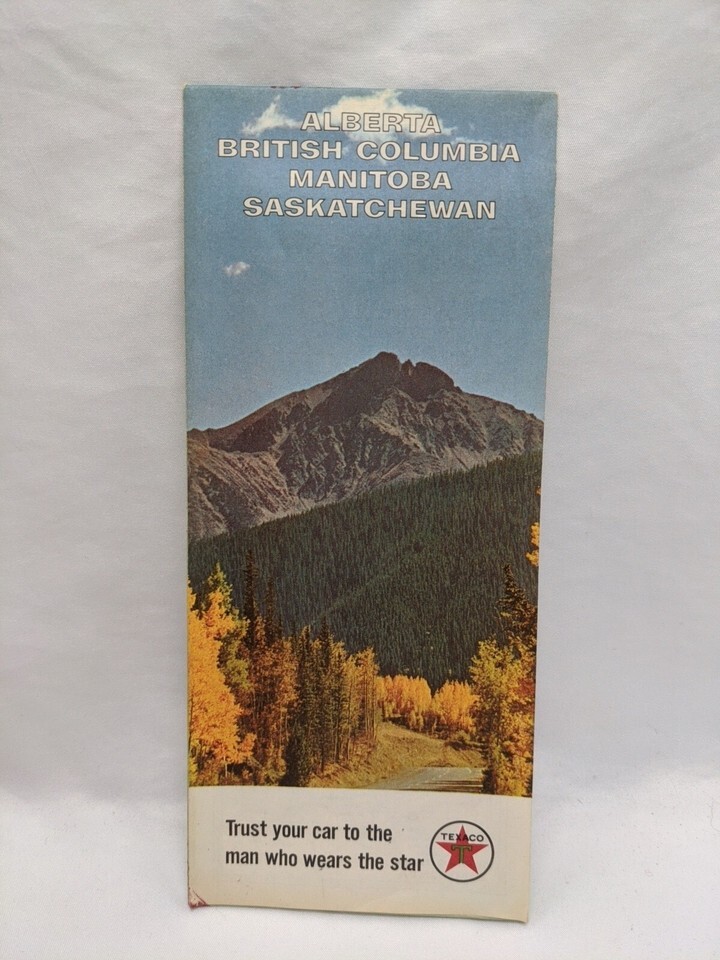 ALBERTA
BRITISH COLUMBIA
MANITOBA
SASKATCHEWAN
Trust your car to the
man who wears the star
TEXACO
T